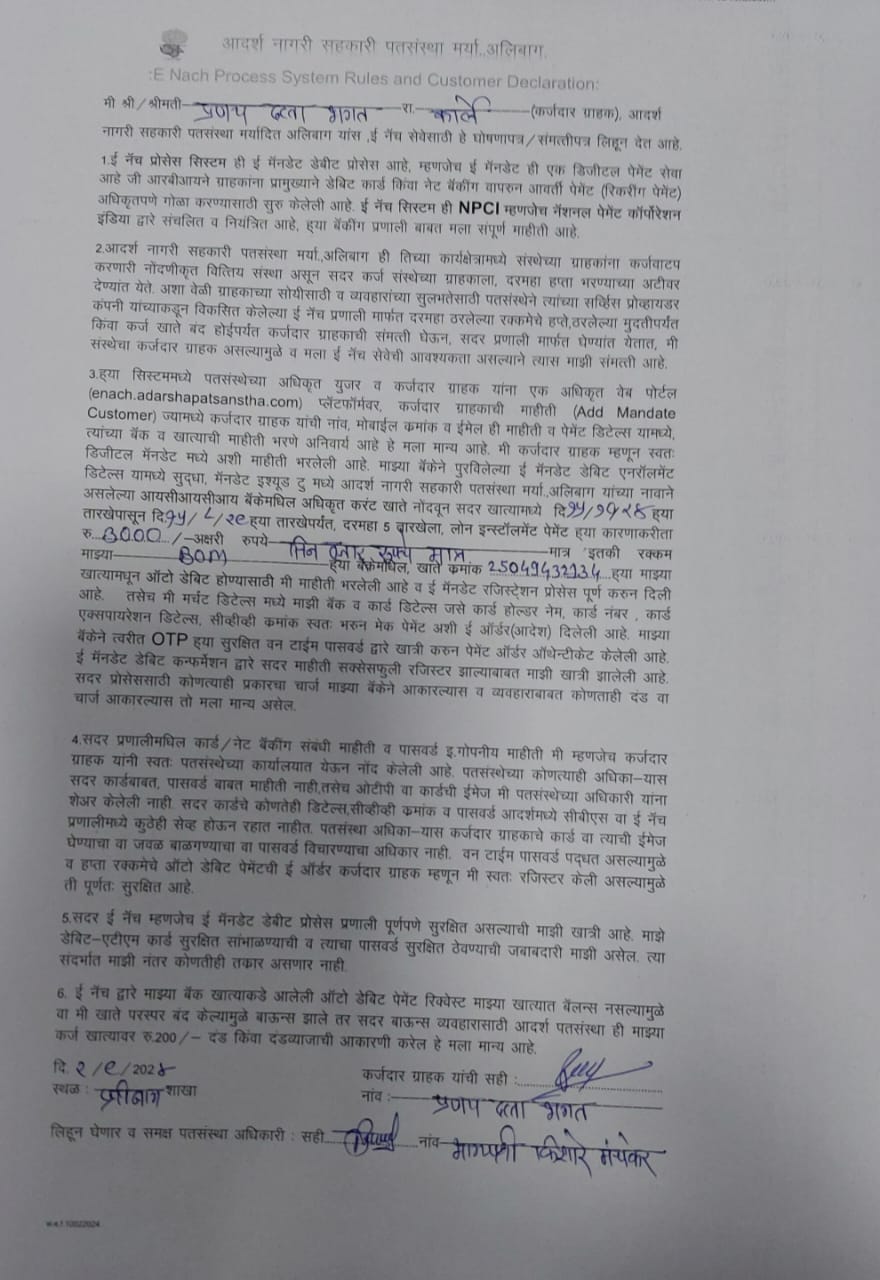 आदर्श नागरी सहकारी पतसंस्था मर्या.,अलिबाग.
:E Nach Process System Rules and Customer Declaration:
मी श्री/श्रीमती प्रणय दत्ता भगत रा. कार्ले (कर्जदार ग्राहक), आदर्श
नागरी सहकारी पतसंस्था मर्यादित अलिबाग यांस ,ई नॅच सेवेसाठी हे घोषणापत्र/संमत्तीपत्र लिहून देत आहे.
1.ई नॅच प्रोसेस सिस्टम ही ई मॅनडेट डेबीट प्रोसेस आहे, म्हणजेच ई मॅनडेट ही एक डिजीटल पेमेंट सेवा
आहे जी आरबीआयने ग्राहकांना प्रामुख्याने डेबिट कार्ड किंवा नेट बॅकींग वापरुन आवर्ती पेमेंट (रिकरींग पेमेंट)
अधिकृतपणे गोळा करण्यासाठी सुरु केलेली आहे. ई नॅच सिस्टम ही NPCI म्हणजेच नॅशनल पेमेंट कॉर्पोरेशन
इंडिया द्वारे संचलित व नियंत्रित आहे, ह्या बॅकींग प्रणाली बाबत मला संपूर्ण माहीती आहे.
2.आदर्श नागरी सहकारी पतसंस्था मर्या.,अलिबाग ही तिच्या कार्यक्षेत्रामध्ये संस्थेच्या ग्राहकांना कर्जवाटप
करणारी नोंदणीकृत वित्तिय संस्था असून सदर कर्ज संस्थेच्या ग्राहकाला, दरमहा हप्ता भरण्याच्या अटीवर
देण्यांत येते. अशा वेळी ग्राहकाच्या सोयीसाठी व व्यवहारांच्या सुलभतेसाठी पतसंस्थेने त्यांच्या सर्व्हिस प्रोव्हायडर
कंपनी यांच्याकडून विकसित केलेल्या ई नॅच प्रणाली मार्फत दरमहा ठरलेल्या रक्कमेचे हप्ते,ठरलेल्या मुदतीपर्यंत
किंवा कर्ज खाते बंद होईपर्यंत कर्जदार ग्राहकाची संमत्ती घेऊन, सदर प्रणाली मार्फत घेण्यांत येतात, मी
संस्थेचा कर्जदार ग्राहक असल्यामुळे व मला ई नॅच सेवेची आवश्यकता असल्याने त्यास माझी संमत्ती आहे.
3.ह्या सिस्टममध्ये पतसंस्थेच्या अधिकृत युजर व कर्जदार ग्राहक यांना एक अधिकृत वेब पोर्टल
(enach.adarshapatsanstha.com) प्लॅटफॉर्मवर, कर्जदार ग्राहकाची माहीती (Add Mandate
Customer) ज्यामध्ये कर्जदार ग्राहक यांची नांव, मोबाईल क्रमांक व ईमेल ही माहीती व पेमेंट डिटेल्स यामध्ये,
त्यांच्या बॅक व खात्याची माहीती भरणे अनिवार्य आहे हे मला मान्य आहे. मी कर्जदार ग्राहक म्हणून स्वतः
डिजीटल मॅनडेट मध्ये अशी माहीती भरलेली आहे. माझ्या बॅकेने पुरविलेल्या ई मॅनडेट डेबिट एनरॉलमेंट
डिटेल्स यामध्ये सुद्धा, मॅनडेट इश्यूड टु मध्ये आदर्श नागरी सहकारी पतसंस्था मर्या.,अलिबाग यांच्या नावाने
असलेल्या आयसीआयसीआय बॅकेमधिल अधिकृत करंट खाते नोंदवून सदर खात्यामध्ये दि. ह्या
तारखेपासून दि. ह्या तारखेपर्यंत, दरमहा 5 तारखेला, लोन इन्स्टॉलमेंट पेमेंट ह्या कारणाकरीता
रु. 3000/-अक्षरी रुपये तिन हजार रूपये मात्र मात्र इतकी रक्कम
माझ्या BOM ह्या बॅकेमधिल, खाते क्रमांक ह्या माझ्या
खात्यामधून ऑटो डेबिट होण्यासाठी मी माहीती भरलेली आहे व ई मॅनडेट रजिस्ट्रेशन प्रोसेस पूर्ण करुन दिली
आहे. तसेच मी मर्चंट डिटेल्स मध्ये माझी बॅक व कार्ड डिटेल्स जसे कार्ड होल्डर नेम, कार्ड नंबर , कार्ड
एक्सपायरेशन डिटेल्स, सीव्हीव्ही क्रमांक स्वतः भरुन मेक पेमेंट अशी ई ऑर्डर(आदेश) दिलेली आहे. माझ्या
बॅकेने त्वरीत OTP ह्या सुरक्षित वन टाईम पासवर्ड द्वारे खात्री करुन पेमेंट ऑर्डर ऑथेन्टीकेट केलेली आहे.
ई मॅनडेट डेबिट कन्फर्मेशन द्वारे सदर माहीती सक्सेसफुली रजिस्टर झाल्याबाबत माझी खात्री झालेली आहे.
सदर प्रोसेससाठी कोणत्याही प्रकारचा चार्ज माझ्या बॅकेने आकारल्यास व व्यवहाराबाबत कोणताही दंड वा
चार्ज आकारल्यास तो मला मान्य असेल.
4.सदर प्रणालीमधिल कार्ड/नेट बॅकींग संबंधी माहीती व पासवर्ड इ.गोपनीय माहीती मी म्हणजेच कर्जदार
ग्राहक यांनी स्वतः पतसंस्थेच्या कार्यालयात येऊन नोंद केलेली आहे. पतसंस्थेच्या कोणत्याही अधिका-यास
सदर कार्डबाबत, पासवर्ड बाबत माहीती नाही,तसेच ओटीपी वा कार्डची ईमेज मी पतसंस्थेच्या अधिकारी यांना
शेअर केलेली नाही. सदर कार्डचे कोणतेही डिटेल्स,सीव्हीव्ही क्रमांक व पासवर्ड आदर्शमध्ये सीबीएस वा ई नॅच
प्रणालीमध्ये कुठेही सेव्ह होऊन रहात नाहीत. पतसंस्था अधिका-यास कर्जदार ग्राहकाचे कार्ड वा त्याची ईमेज
घेण्याचा वा जवळ बाळगण्याचा वा पासवर्ड विचारण्याचा अधिकार नाही. वन टाईम पासवर्ड पद्धत असल्यामुळे
व हप्ता रक्कमेचे ऑटो डेबिट पेमेंटची ई ऑर्डर कर्जदार ग्राहक म्हणून मी स्वतः रजिस्टर केली असल्यामुळे
ती पूर्णतः सुरक्षित आहे.
5.सदर ई नॅच म्हणजेच ई मॅनडेट डेबीट प्रोसेस प्रणाली पूर्णपणे सुरक्षित असल्याची माझी खात्री आहे. माझे
डेबिट-एटीएम कार्ड सुरक्षित सांभाळण्याची व त्याचा पासवर्ड सुरक्षित ठेवण्याची जबाबदारी माझी असेल. त्या
संदर्भात माझी नंतर कोणतीही तकार असणार नाही.
6. ई नॅच द्वारे माझ्या बॅक खात्याकडे आलेली ऑटो डेबिट पेमेंट रिक्वेस्ट माझ्या खात्यात बॅलन्स नसल्यामुळे
वा मी खाते परस्पर बंद केल्यामुळे बाऊन्स झाले तर सदर बाऊन्स व्यवहारासाठी आदर्श पतसंस्था ही माझ्या
कर्ज खात्यावर रु.200/- दंड किंवा दंडव्याजाची आकारणी करेल हे मला मान्य आहे.
दि. २/९/2024 कर्जदार ग्राहक यांची सही :
स्थळ : शाखा नांव : प्रणय दत्ता भगत
लिहून घेणार व समक्ष पतसंस्था अधिकारी : सही नांव भाग्यश्री किशोर
w.e.f.10022024